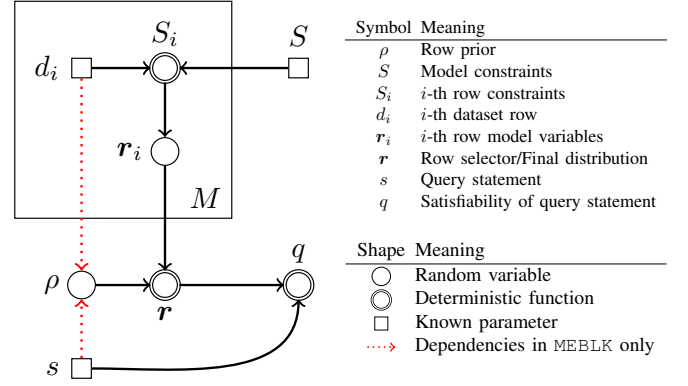 S_i
S
d_i
r_i
M
ρ
r
q
s
Symbol Meaning
ρ Row prior
S Model constraints
S_i i-th row constraints
d_i i-th dataset row
r_i i-th row model variables
r Row selector/Final distribution
s Query statement
q Satisfiability of query statement
Shape Meaning
Random variable
Deterministic function
Known parameter
Dependencies in MEBLK only